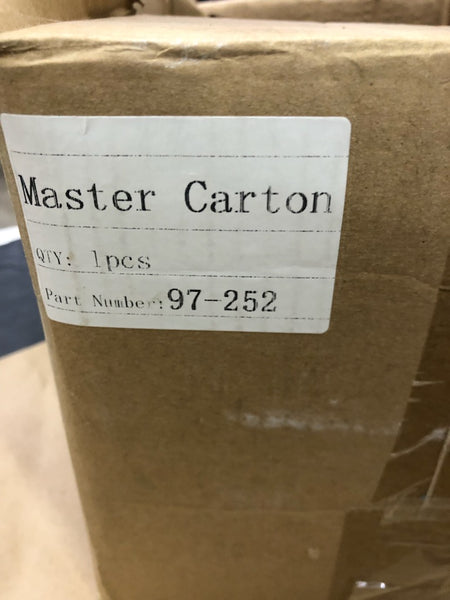 Master Carton
QTY: 1pcs
Part Number: 97-252